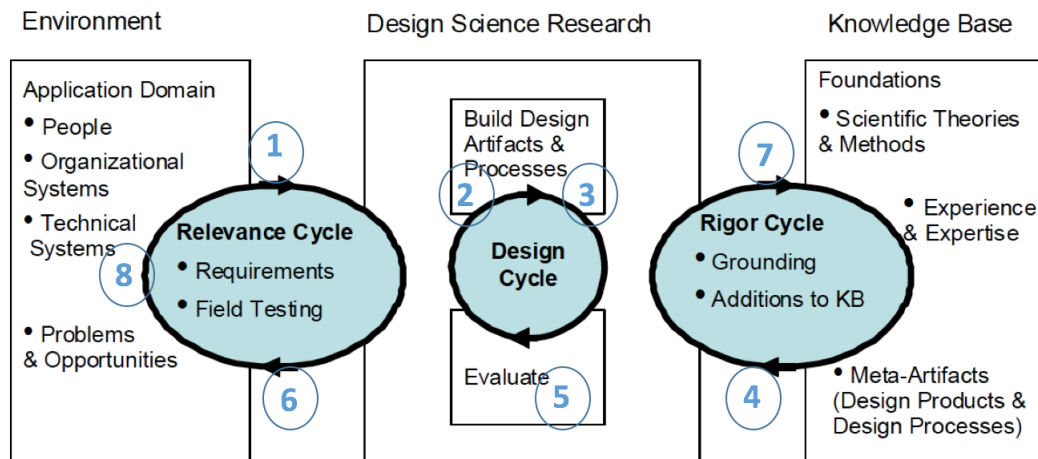 Environment
Design Science Research
Knowledge Base
Application Domain
• People
• Organizational
Systems
• Technical
Systems
• Problems
& Opportunities
8
1
Relevance Cycle
• Requirements
• Field Testing
6
Build Design
Artifacts &
Processes
2
3
Design
Cycle
Evaluate
5
7
Rigor Cycle
• Grounding
• Additions to KB
4
Foundations
• Scientific Theories
& Methods
• Experience
& Expertise
• Meta-Artifacts
(Design Products &
Design Processes)